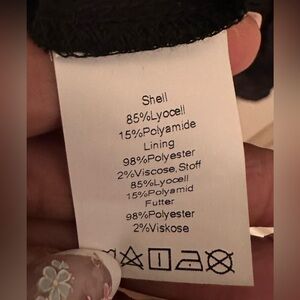 Shell
85%Lyocell
15%Polyamide
Lining
98%Polyester
2%Viscose,Stoff
85%Lyocell
15%Polyamid
Futter
98%Polyester
2%Viskose